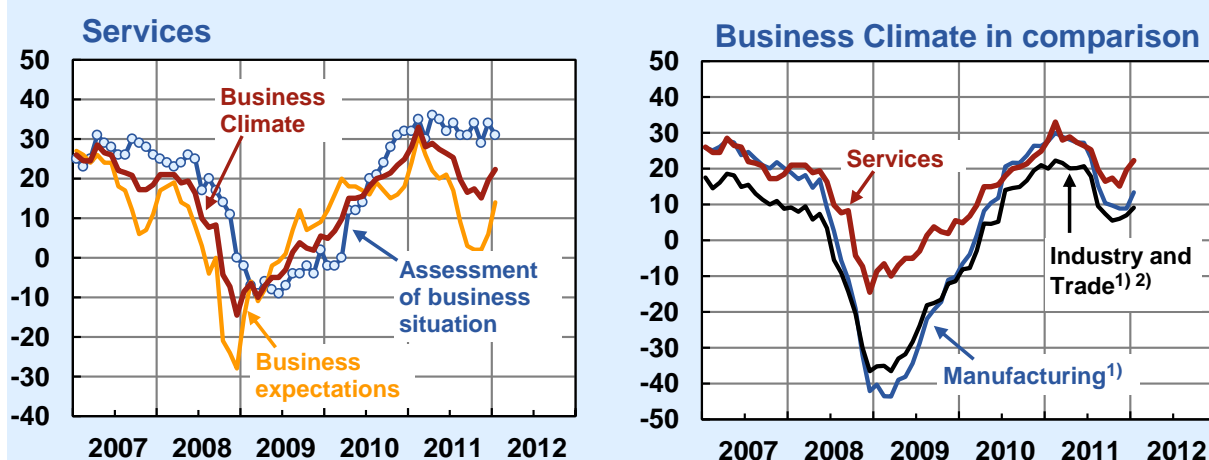 Services
50
40
30
20
10
0
-10
-20
-30
-40
Business
Climate
Assessment
of business
situation
Business
expectations
2007 2008 2009 2010 2011 2012
Business Climate in comparison
50
40
30
20
10
0
-10
-20
-30
-40
-50
Services
Industry and
Trade¹⁾ ²⁾
Manufacturing¹⁾
2007 2008 2009 2010 2011 2012